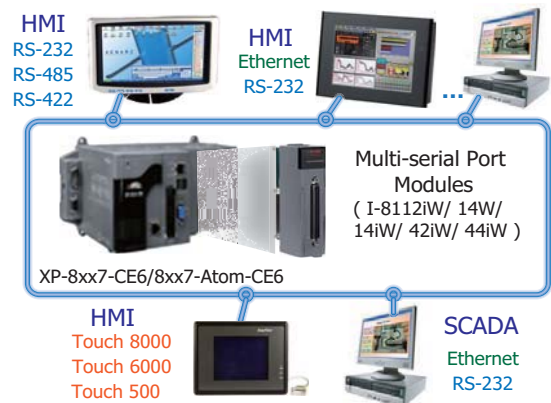 HMI
RS-232
RS-485
RS-422
HMI
Ethernet
RS-232
...
Multi-serial Port
Modules
( I-8112iW/ 14W/
14iW/ 42iW/ 44iW )
XP-8xx7-CE6/8xx7-Atom-CE6
HMI
Touch 8000
Touch 6000
Touch 500
SCADA
Ethernet
RS-232